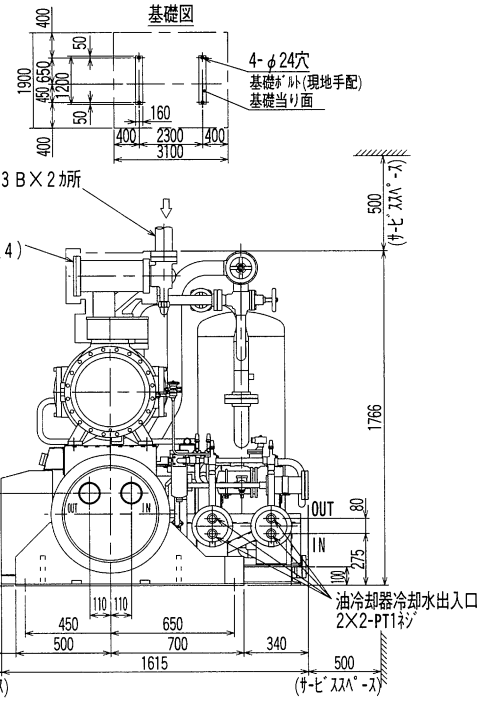 基礎図
400
50
1900
650
450
1200
50
400
160
400
2300
400
3100
4-φ24穴
基礎ボルト(現地手配)
基礎当り面
3B×2カ所
4)
500
(サービススペース)
1766
OUT
IN
OUT
IN
80
275
100
110
110
油冷却器冷却水出入口
2×2-PT1ネジ
450
650
500
700
340
1615
500
(サービススペース)